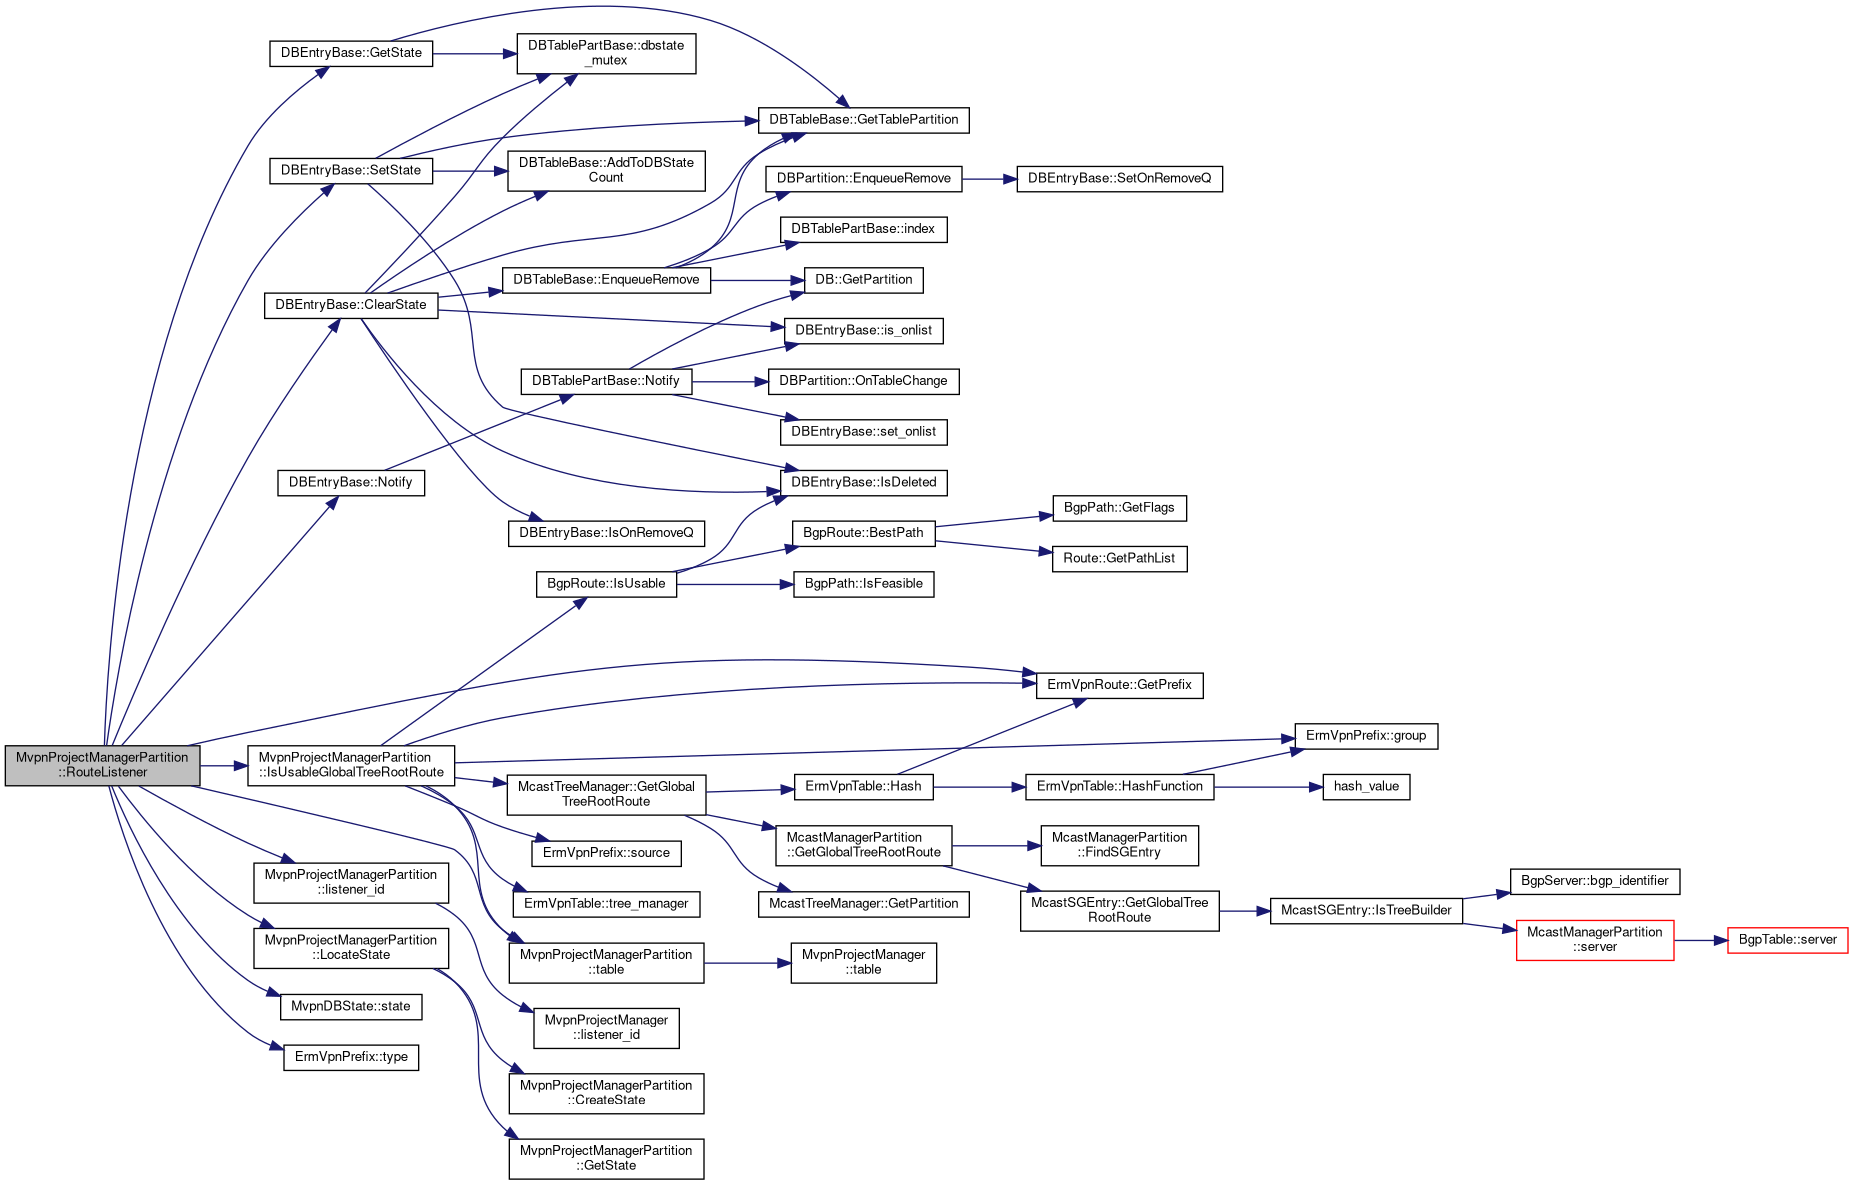 DBEntryBase::GetState
DBTablePartBase::dbstate
_mutex
DBTableBase::GetTablePartition
DBEntryBase::SetState
DBTableBase::AddToDBState
Count
DBPartition::EnqueueRemove
DBEntryBase::SetOnRemoveQ
DBTablePartBase::index
DBEntryBase::ClearState
DBTableBase::EnqueueRemove
DB::GetPartition
DBEntryBase::is_onlist
DBTablePartBase::Notify
DBPartition::OnTableChange
DBEntryBase::set_onlist
DBEntryBase::Notify
DBEntryBase::IsDeleted
DBEntryBase::IsOnRemoveQ
BgpRoute::BestPath
BgpPath::GetFlags
Route::GetPathList
BgpRoute::IsUsable
BgpPath::IsFeasible
ErmVpnRoute::GetPrefix
MvpnProjectManagerPartition
::RouteListener
MvpnProjectManagerPartition
::IsUsableGlobalTreeRootRoute
ErmVpnPrefix::group
McastTreeManager::GetGlobal
TreeRootRoute
ErmVpnTable::Hash
ErmVpnTable::HashFunction
hash_value
McastManagerPartition
::GetGlobalTreeRootRoute
McastManagerPartition
::FindSGEntry
ErmVpnPrefix::source
MvpnProjectManagerPartition
::listener_id
ErmVpnTable::tree_manager
McastTreeManager::GetPartition
McastSGEntry::GetGlobalTree
RootRoute
McastSGEntry::IsTreeBuilder
BgpServer::bgp_identifier
McastManagerPartition
::server
BgpTable::server
MvpnProjectManagerPartition
::LocateState
MvpnProjectManagerPartition
::table
MvpnProjectManager
::table
MvpnDBState::state
MvpnProjectManager
::listener_id
ErmVpnPrefix::type
MvpnProjectManagerPartition
::CreateState
MvpnProjectManagerPartition
::GetState